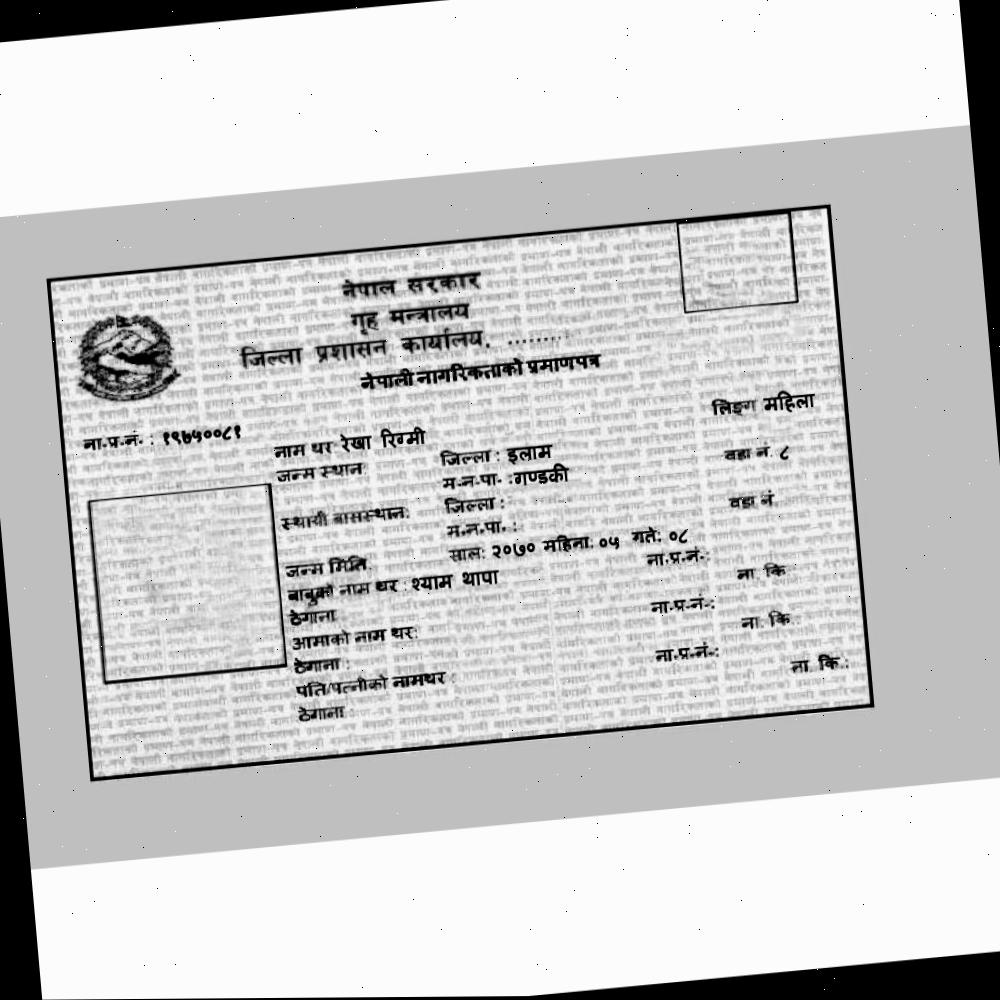 नेपाल सरकार
गृह मन्त्रालय
जिल्ला प्रशासन कार्यालय, .........
नेपाली नागरिकताको प्रमाणपत्र
लिङ्ग महिला
ना.प्र.नं. : १९७५००८१
नाम थर रेखा रिग्मी
जन्म स्थान: जिल्ला : इलाम वडा नं. ८
म.न.पा. :गण्डकी
स्थायी बासस्थान: जिल्ला : वडा नं.
म.न.पा. :
जन्म मिति: साल: २०७० महिना: ०५ गते: ०८
बाबुको नाम थर : श्याम थापा ना.प्र.नं.:
ठेगाना ना. कि
आमाको नाम थर: ना.प्र.नं.:
ठेगाना : ना. कि :
पति/पत्नीको नामथर : ना.प्र.नं.:
ठेगाना : ना. कि.: